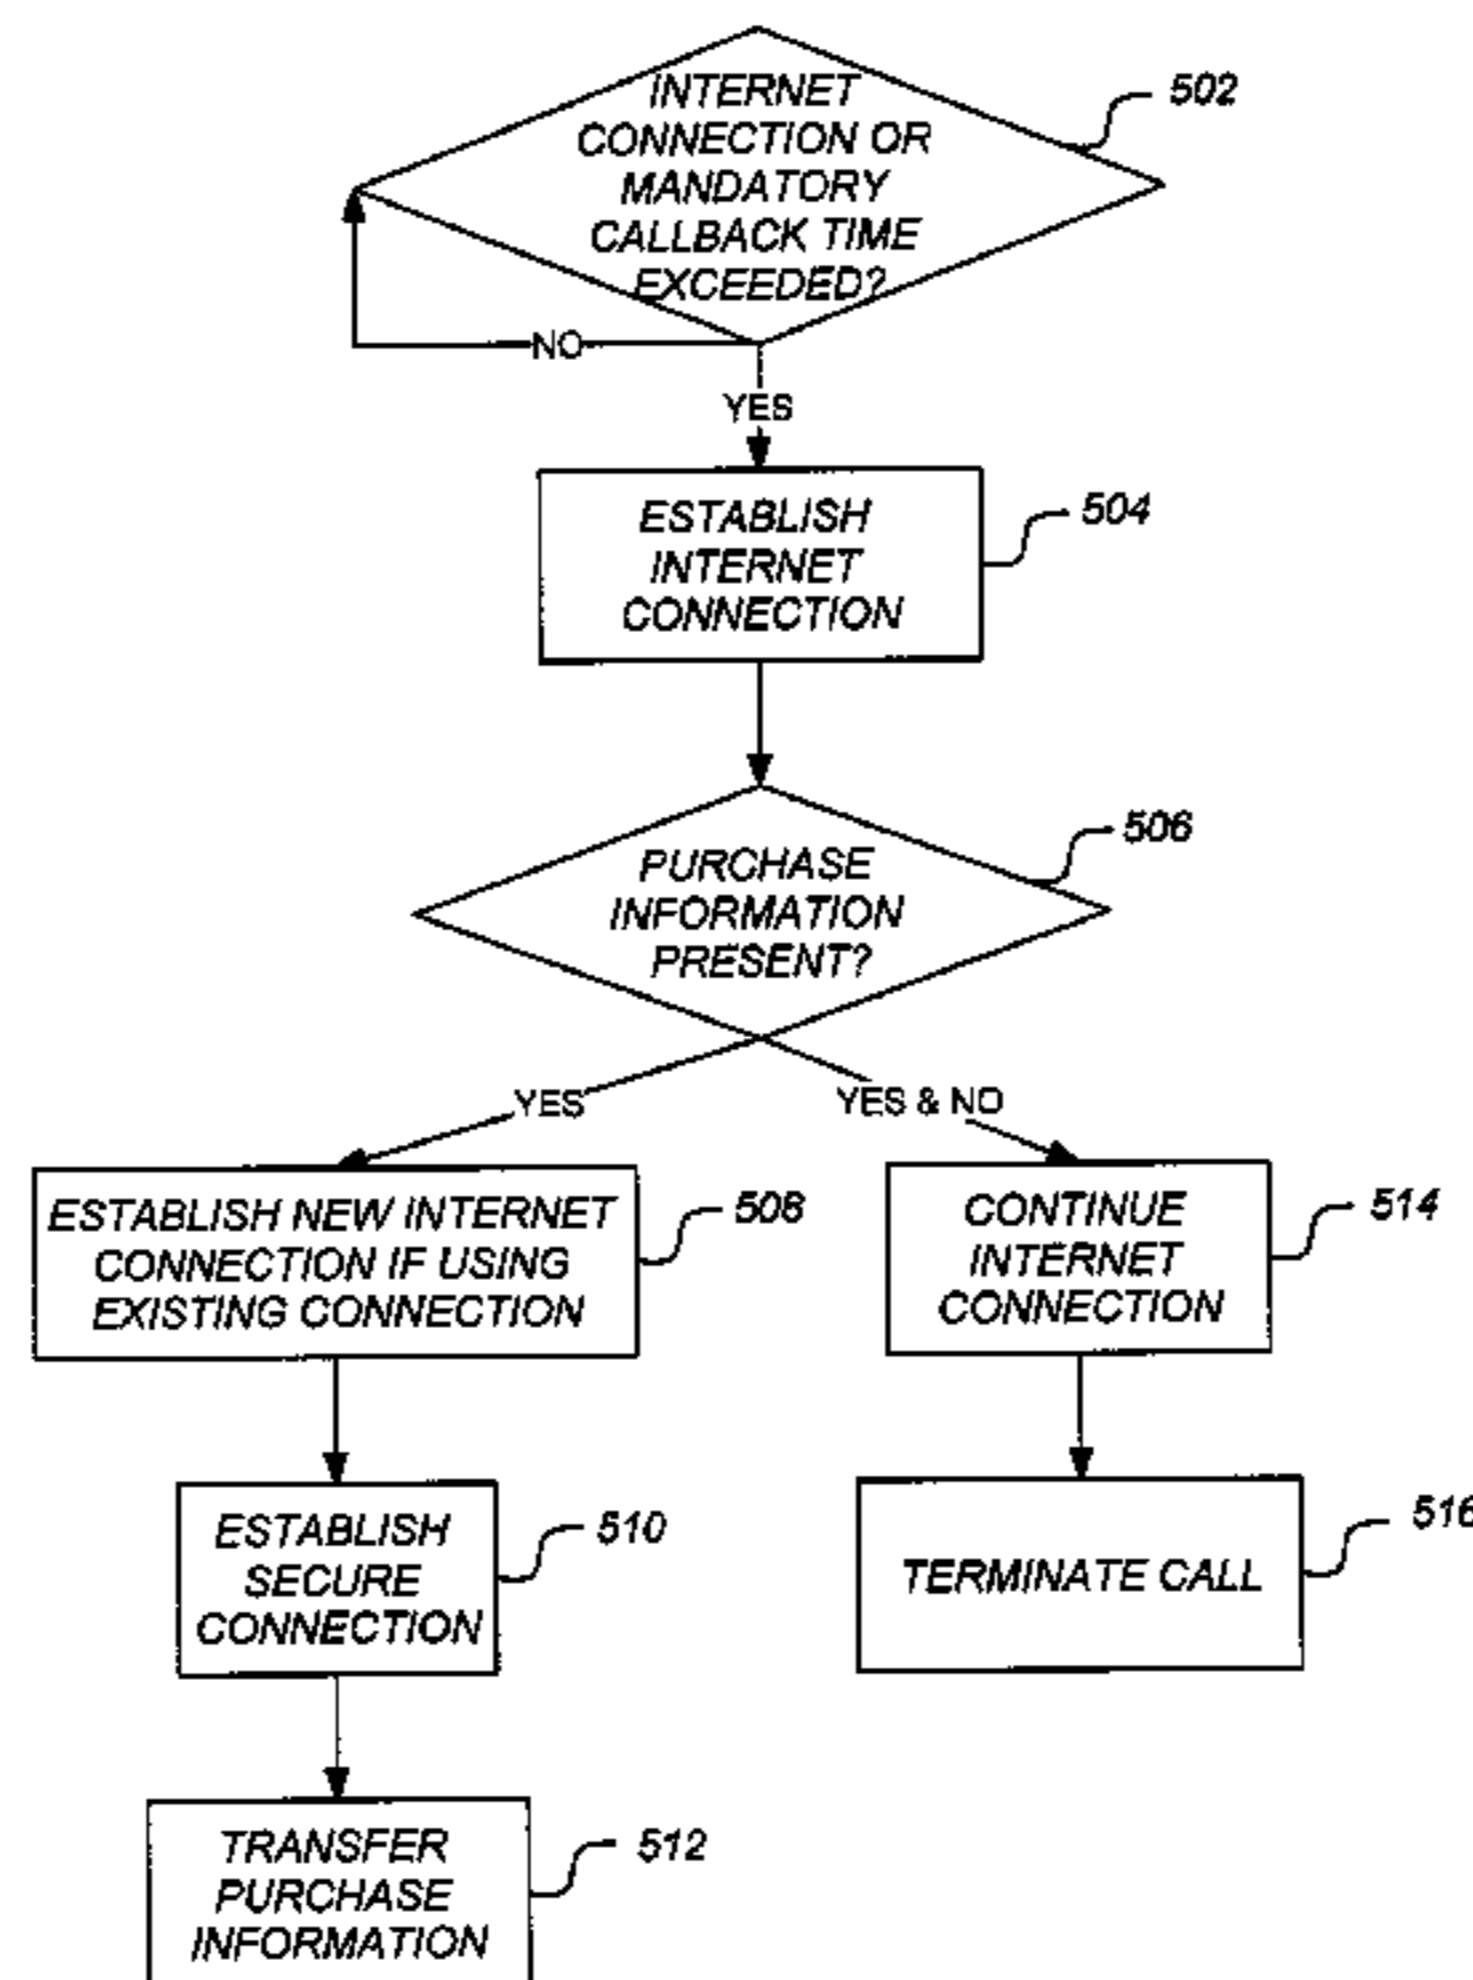 INTERNET
CONNECTION OR
MANDATORY
CALLBACK TIME
EXCEEDED?
502
NO
YES
ESTABLISH
INTERNET
CONNECTION
504
PURCHASE
INFORMATION
PRESENT?
506
YES
YES & NO
ESTABLISH NEW INTERNET
CONNECTION IF USING
EXISTING CONNECTION
508
CONTINUE
INTERNET
CONNECTION
514
ESTABLISH
SECURE
CONNECTION
510
TERMINATE CALL
516
TRANSFER
PURCHASE
INFORMATION
512